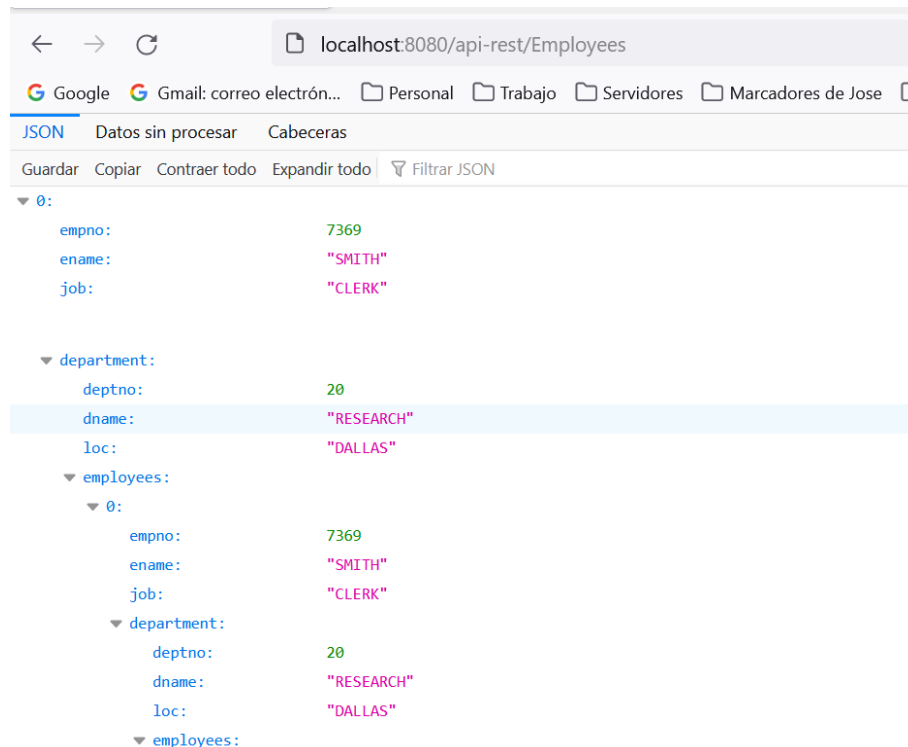 localhost:8080/api-rest/Employees
Google Gmail: correo electrón... Personal Trabajo Servidores Marcadores de Jose
JSON Datos sin procesar Cabeceras
Guardar Copiar Contraer todo Expandir todo Filtrar JSON
0:
empno: 7369
ename: "SMITH"
job: "CLERK"
department:
deptno: 20
dname: "RESEARCH"
loc: "DALLAS"
employees:
0:
empno: 7369
ename: "SMITH"
job: "CLERK"
department:
deptno: 20
dname: "RESEARCH"
loc: "DALLAS"
employees: